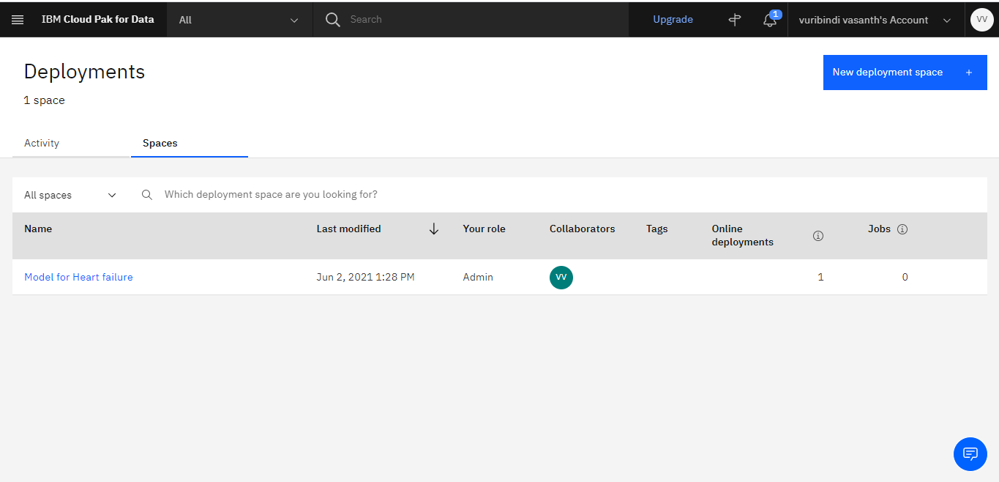 IBM Cloud Pak for Data All Search Upgrade 1 vuribindi vasanth's Account VV
Deployments
New deployment space +
1 space
Activity Spaces
All spaces Which deployment space are you looking for?
Name Last modified Your role Collaborators Tags Online deployments Jobs
Model for Heart failure Jun 2, 2021 1:28 PM Admin VV 1 0